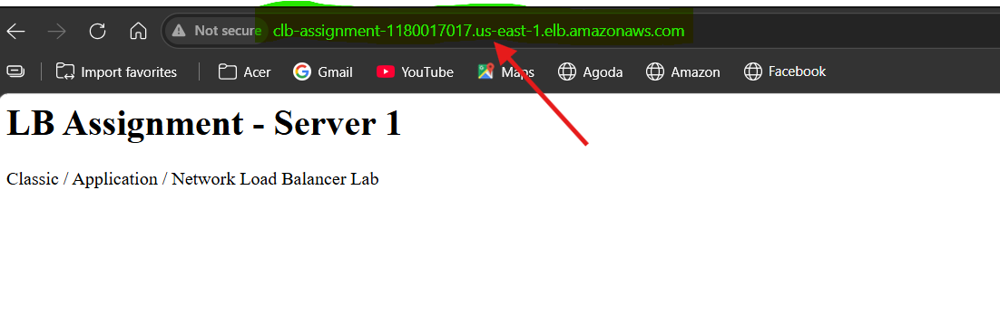 Not secure clb-assignment-1180017017.us-east-1.elb.amazonaws.com
Import favorites Acer Gmail YouTube Maps Agoda Amazon Facebook
LB Assignment - Server 1
Classic / Application / Network Load Balancer Lab